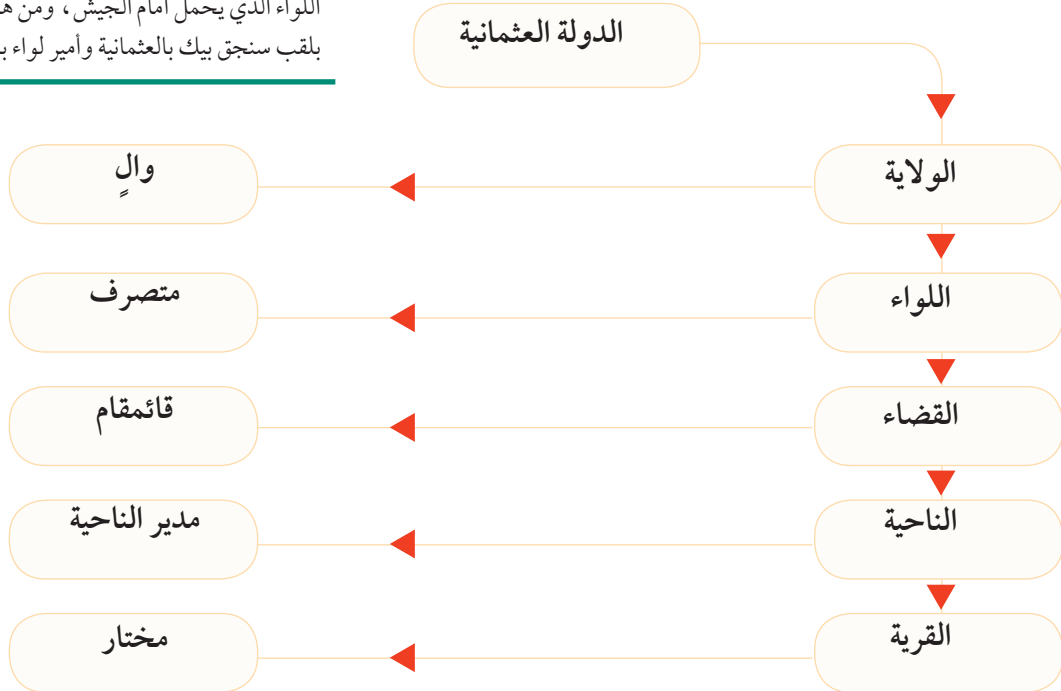 اللواء الذي يحمل أمام الجيش، ومن
بلقب سنجق بيك بالعثمانية وأمير لواء
الدولة العثمانية
الولاية
والٍ
اللواء
متصرف
القضاء
قائمقام
الناحية
مدير الناحية
القرية
مختار